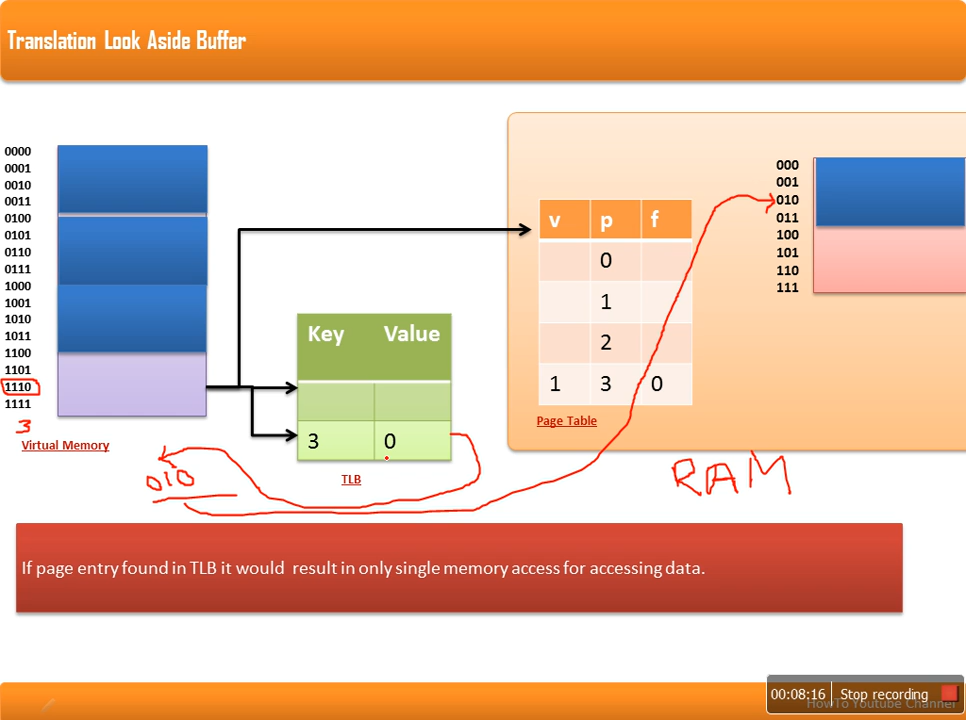 Translation Look Aside Buffer
0000
0001
0010
0011
0100
0101
0110
0111
1000
1001
1010
1011
1100
1101
1110
1111
3
Virtual Memory
010
Key Value
3 0
TLB
v p f
0
1
2
1 3 0
Page Table
000
001
010
011
100
101
110
111
RAM
If page entry found in TLB it would result in only single memory access for accessing data.
00:08:16 Stop recording
HowTo Youtube Channel